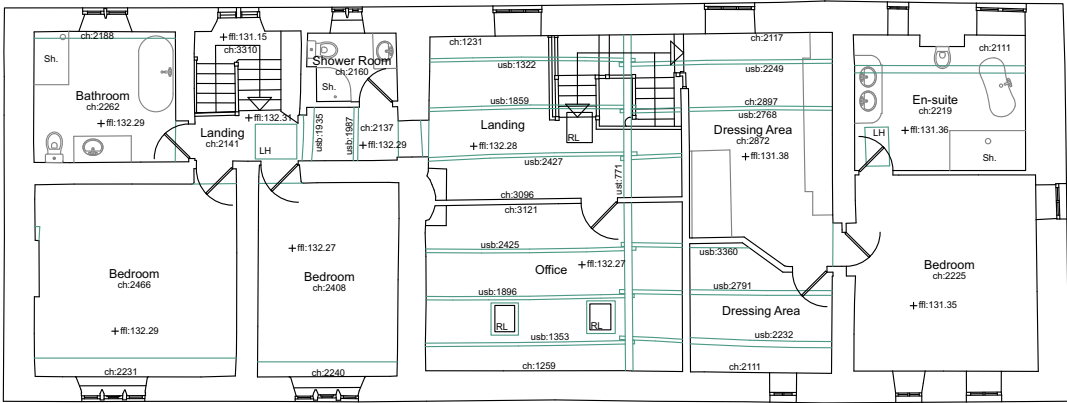 ch:2188
Sh.
Bathroom
ch:2262
ffl:132.29
ffl:131.15
ch:3310
ffl:132.31
Landing
ch:2141
LH
Shower Room
ch:2160
Sh.
usb:1935
usb:1987
ch:2137
ffl:132.29
ch:1231
usb:1322
usb:1859
Landing
ffl:132.28
usb:2427
ch:3096
RL
ust:771
ch:2117
usb:2249
ch:2897
usb:2768
Dressing Area
ch:2872
ffl:131.38
ch:2111
En-suite
ch:2219
ffl:131.36
LH
Sh.
Bedroom
ch:2466
ffl:132.29
ch:2231
ffl:132.27
Bedroom
ch:2408
ch:2240
ch:3121
usb:2425
Office
ffl:132.27
usb:1896
RL
RL
usb:1353
ch:1259
usb:3360
usb:2791
Dressing Area
usb:2232
ch:2111
Bedroom
ch:2225
ffl:131.35